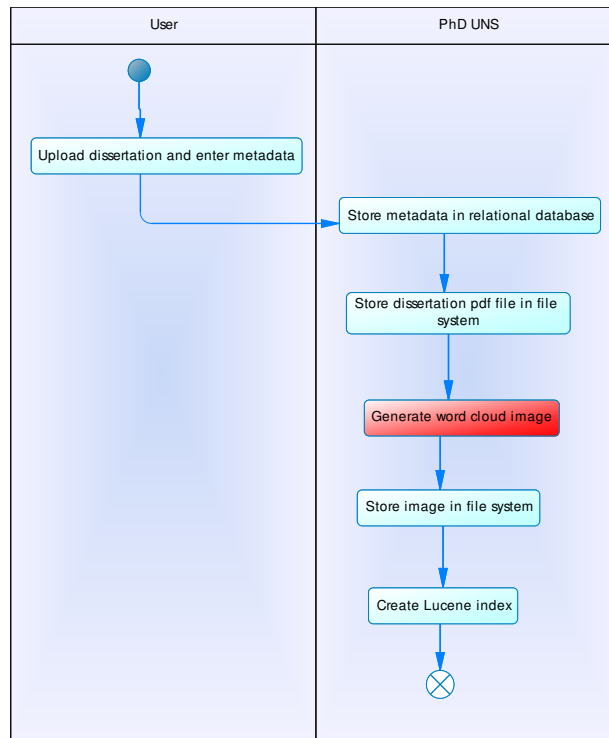 User
PhD UNS
Upload dissertation and enter metadata
Store metadata in relational database
Store dissertation pdf file in file
system
Generate word cloud image
Store image in file system
Create Lucene index